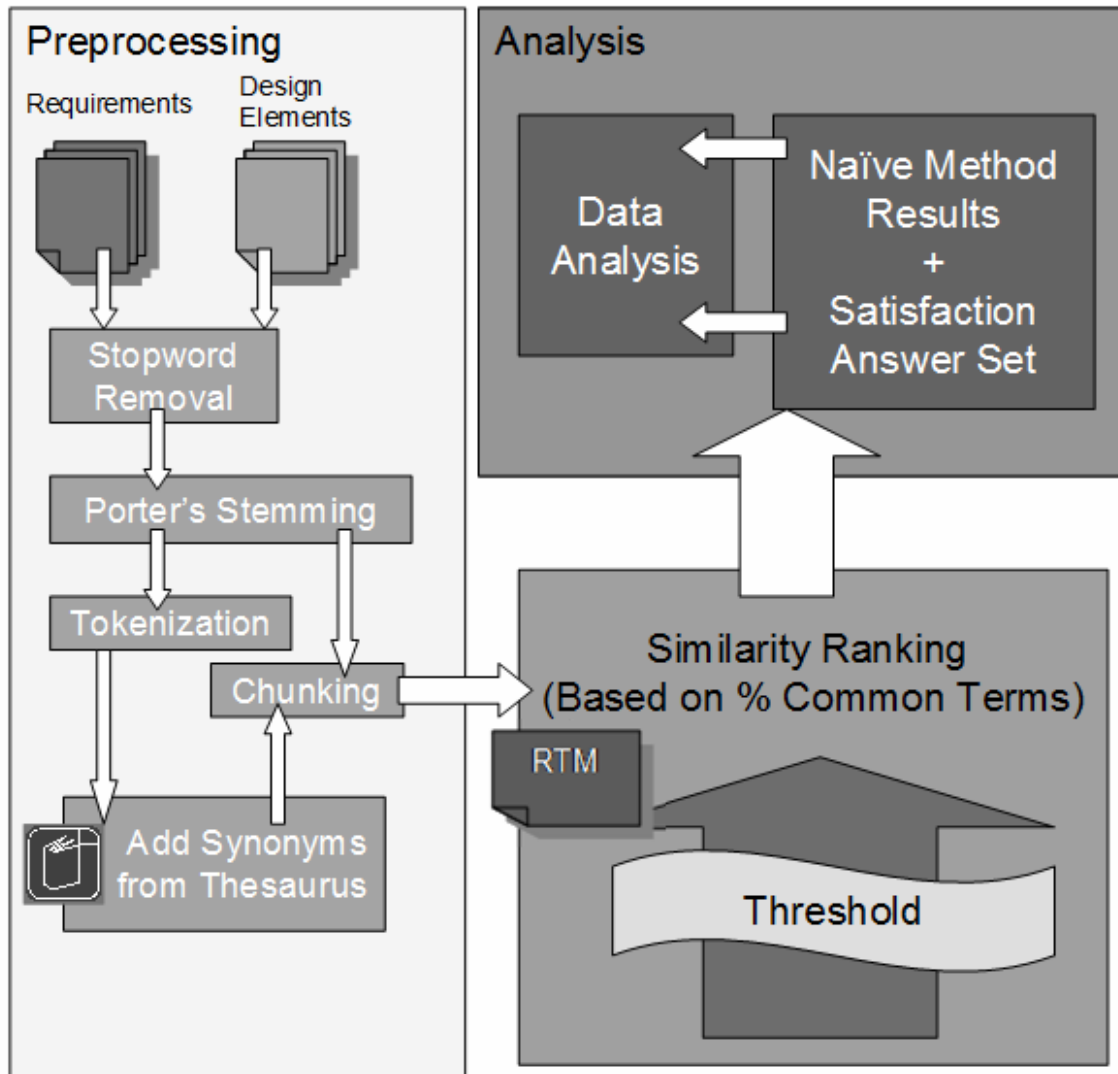 Preprocessing
Requirements
Design
Elements
Stopword
Removal
Porter's Stemming
Tokenization
Chunking
Add Synonyms
from Thesaurus
Analysis
Data
Analysis
Naïve Method
Results
+
Satisfaction
Answer Set
Similarity Ranking
(Based on % Common Terms)
RTM
Threshold